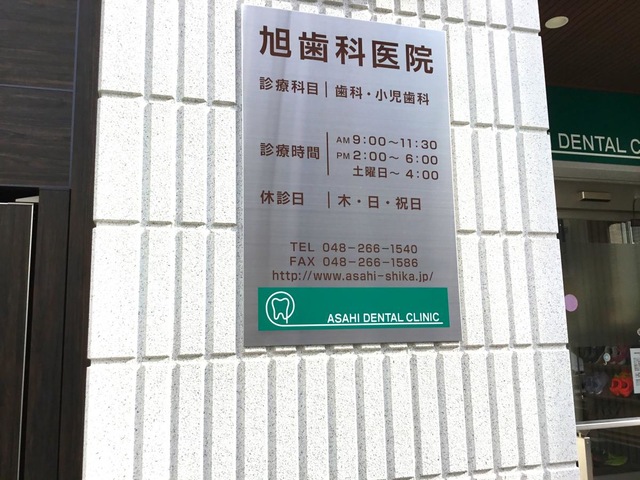 旭歯科医院
診療科目 歯科・小児歯科
診療時間 AM 9:00～11:30
PM 2:00～ 6:00
土曜日～ 4:00
休診日 木・日・祝日
TEL 048-266-1540
FAX 048-266-1586
http://www.asahi-shika.jp/
ASAHI DENTAL CLINIC
DENTAL C